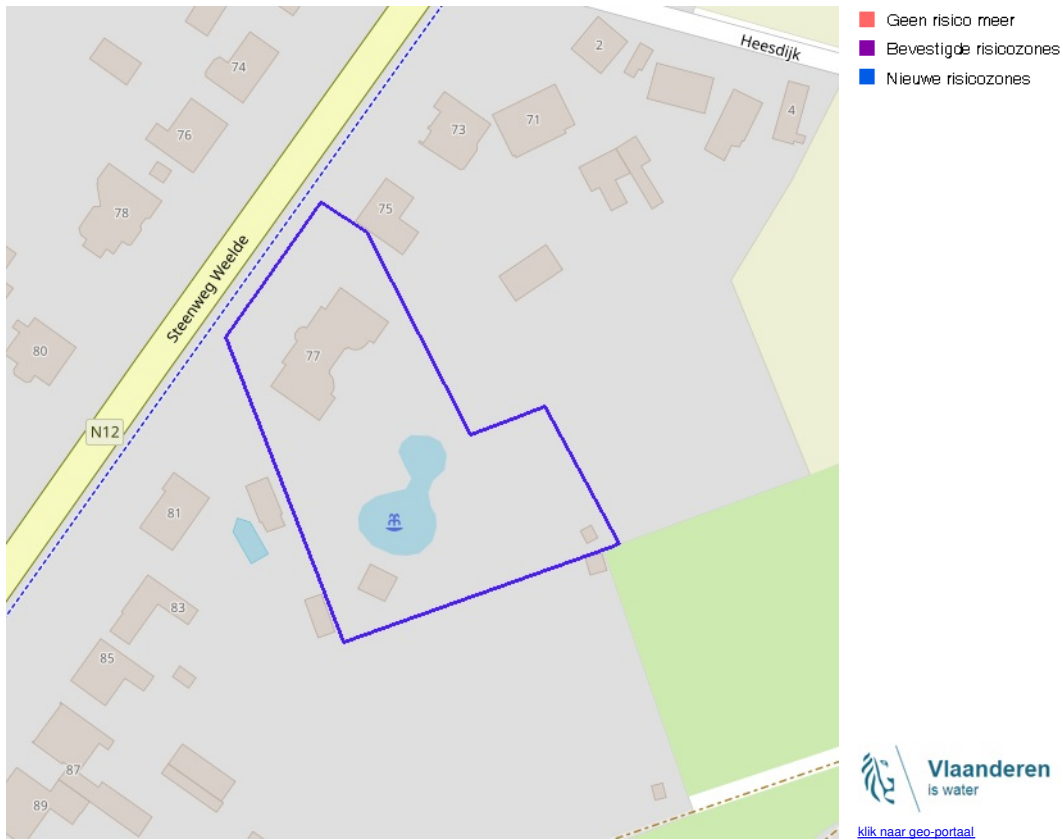 Heesdijk
2
4
74
76
78
73
71
75
Steenweg Weelde
80
77
N12
81
83
85
87
89
Geen risico meer
Bevestigde risicozones
Nieuwe risicozones
Vlaanderen
is water
klik naar geo-portaal